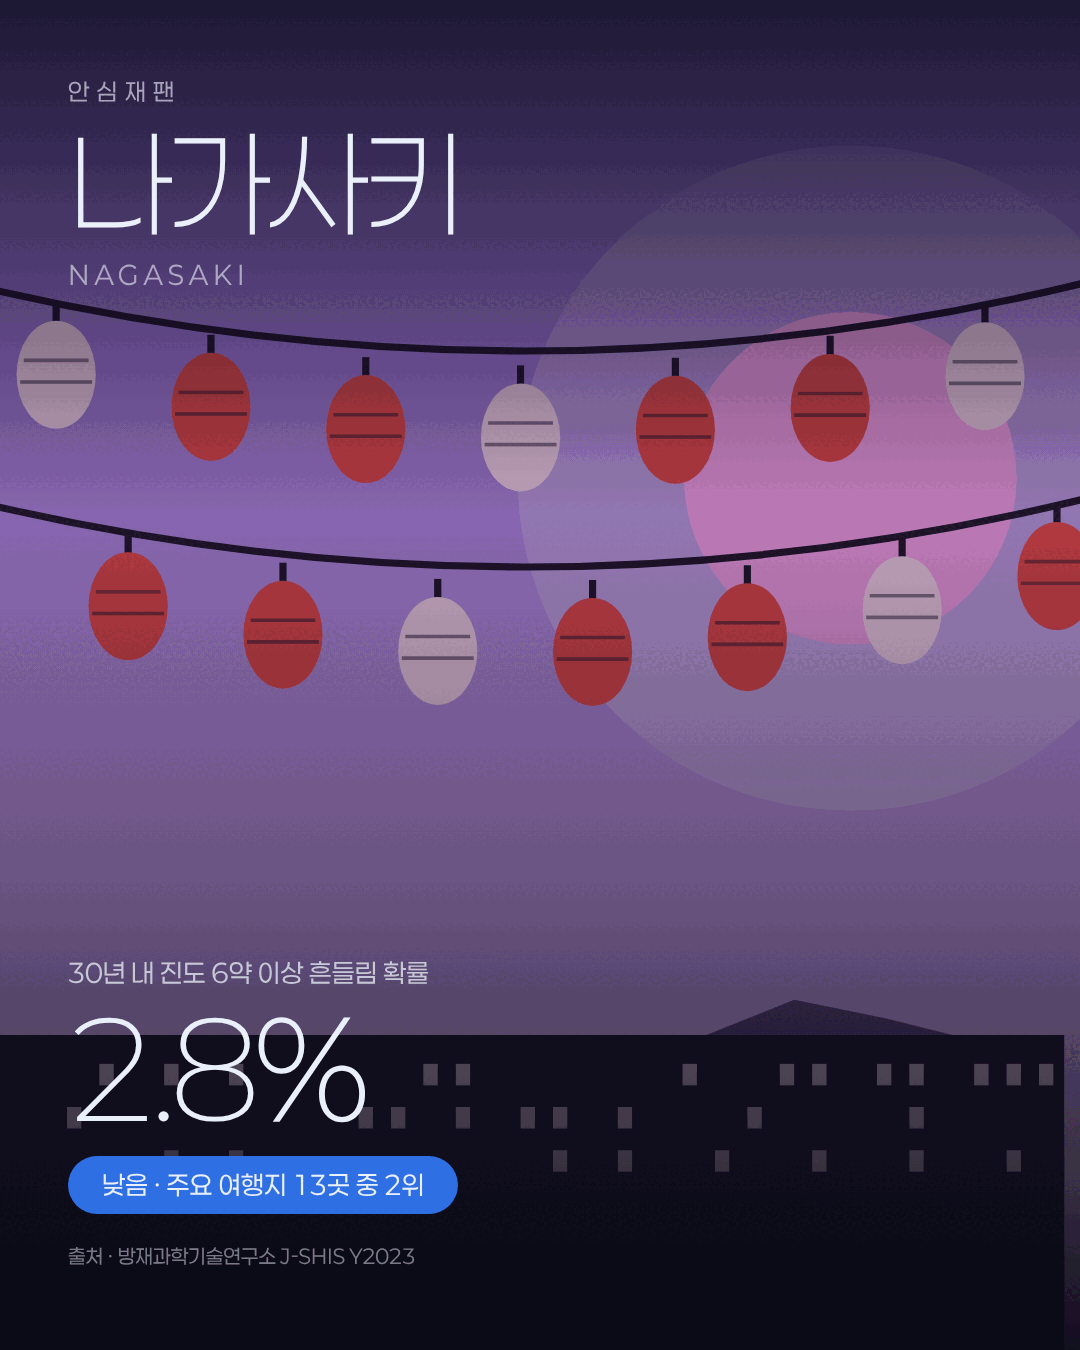 안심재팬
나가사키
NAGASAKI
30년 내 진도 6약 이상 흔들림 확률
2.8%
낮음 · 주요 여행지 13곳 중 2위
출처 · 방재과학기술연구소 J-SHIS Y2023